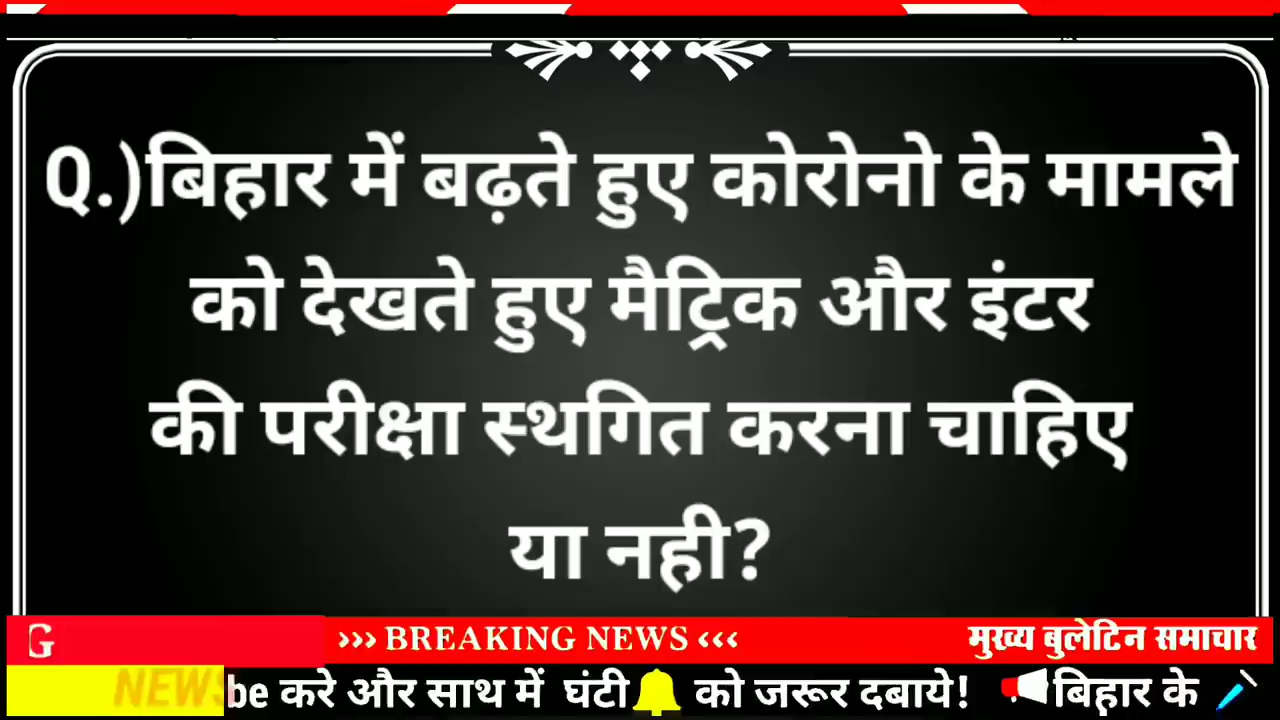 Q.)बिहार में बढ़ते हुए कोरोनो के मामले
को देखते हुए मैट्रिक और इंटर
की परीक्षा स्थगित करना चाहिए
या नही?
G
››› BREAKING NEWS ‹‹‹
मुख्य बुलेटिन समाचार
NEWS
be करे और साथ में घंटी🔔 को जरूर दबाये! 📢बिहार के